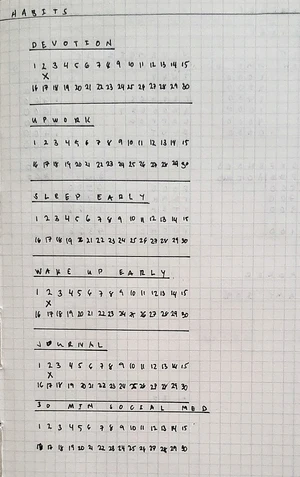 HABITS
DEVOTION
1 2 3 4 5 6 7 8 9 10 11 12 13 14 15
X
16 17 18 19 20 21 22 23 24 25 26 27 28 29 30
UPWORK
1 2 3 4 5 6 7 8 9 10 11 12 13 14 15
16 17 18 19 20 21 22 23 24 25 26 27 28 29 30
SLEEP EARLY
1 2 3 4 5 6 7 8 9 10 11 12 13 14 15
16 17 18 19 20 21 22 23 24 25 26 27 28 29 30
WAKE UP EARLY
1 2 3 4 5 6 7 8 9 10 11 12 13 14 15
X
16 17 18 19 20 21 22 23 24 25 26 27 28 29 30
JOURNAL
1 2 3 4 5 6 7 8 9 10 11 12 13 14 15
X
16 17 18 19 20 21 22 23 24 25 26 27 28 29 30
30 MIN SOCIAL MED
1 2 3 4 5 6 7 8 9 10 11 12 13 14 15
16 17 18 19 20 21 22 23 24 25 26 27 28 29 30